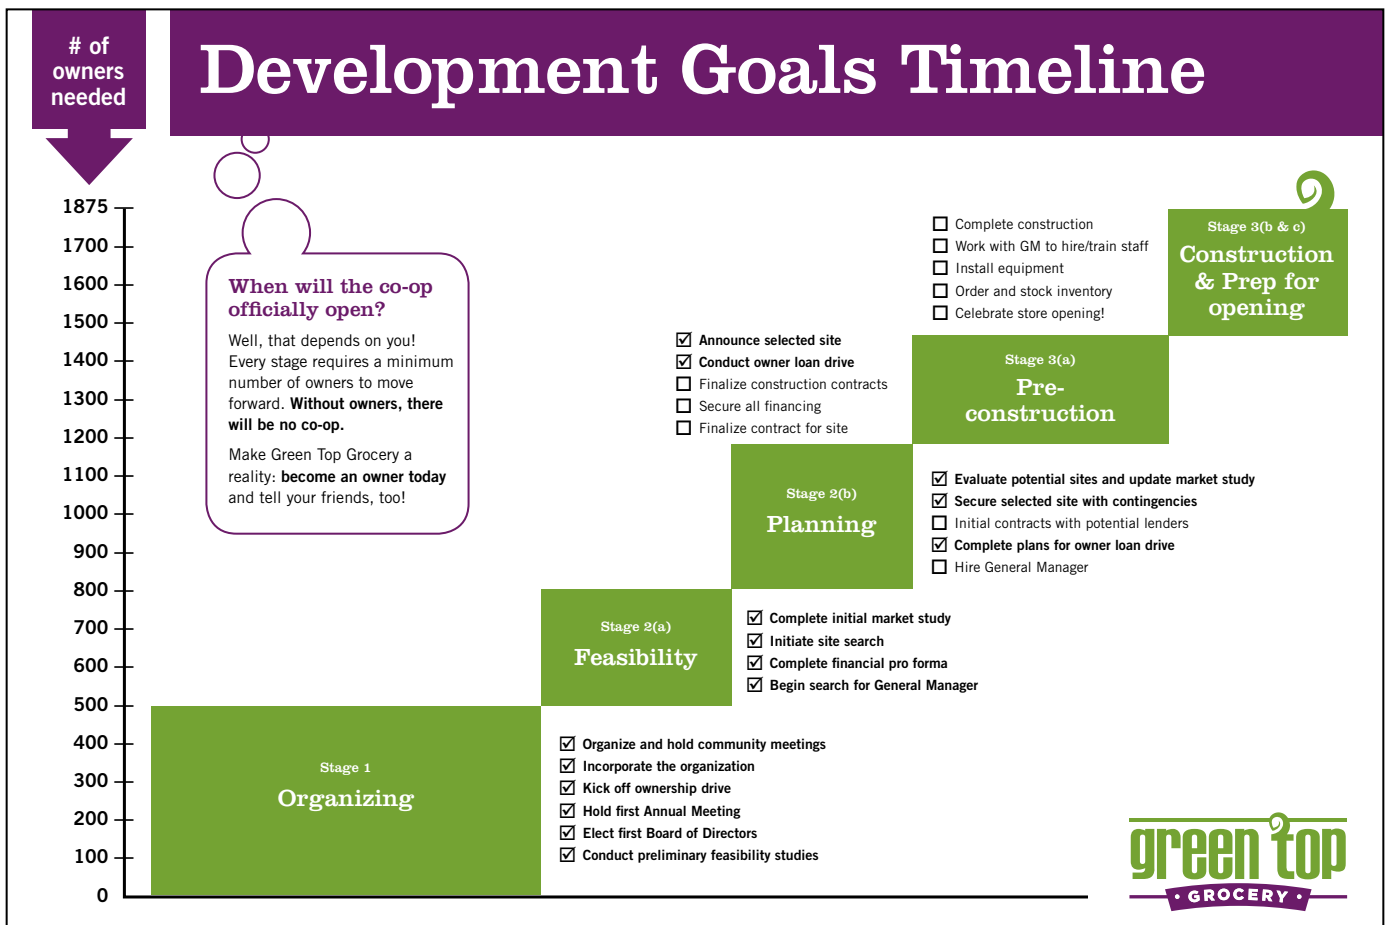 # of
owners
needed
Development Goals Timeline
1875
1700
1600
1500
1400
1300
1200
1100
1000
900
800
700
600
500
400
300
200
100
0
When will the co-op
officially open?
Well, that depends on you!
Every stage requires a minimum
number of owners to move
forward. Without owners, there
will be no co-op.
Make Green Top Grocery a
reality: become an owner today
and tell your friends, too!
Complete construction
Work with GM to hire/train staff
Install equipment
Order and stock inventory
Celebrate store opening!
Stage 3(b & c)
Construction
& Prep for
opening
Announce selected site
Conduct owner loan drive
Finalize construction contracts
Secure all financing
Finalize contract for site
Stage 3(a)
Pre-
construction
Stage 2(b)
Planning
Evaluate potential sites and update market study
Secure selected site with contingencies
Initial contracts with potential lenders
Complete plans for owner loan drive
Hire General Manager
Stage 2(a)
Feasibility
Complete initial market study
Initiate site search
Complete financial pro forma
Begin search for General Manager
Stage 1
Organizing
Organize and hold community meetings
Incorporate the organization
Kick off ownership drive
Hold first Annual Meeting
Elect first Board of Directors
Conduct preliminary feasibility studies
green top
• GROCERY •